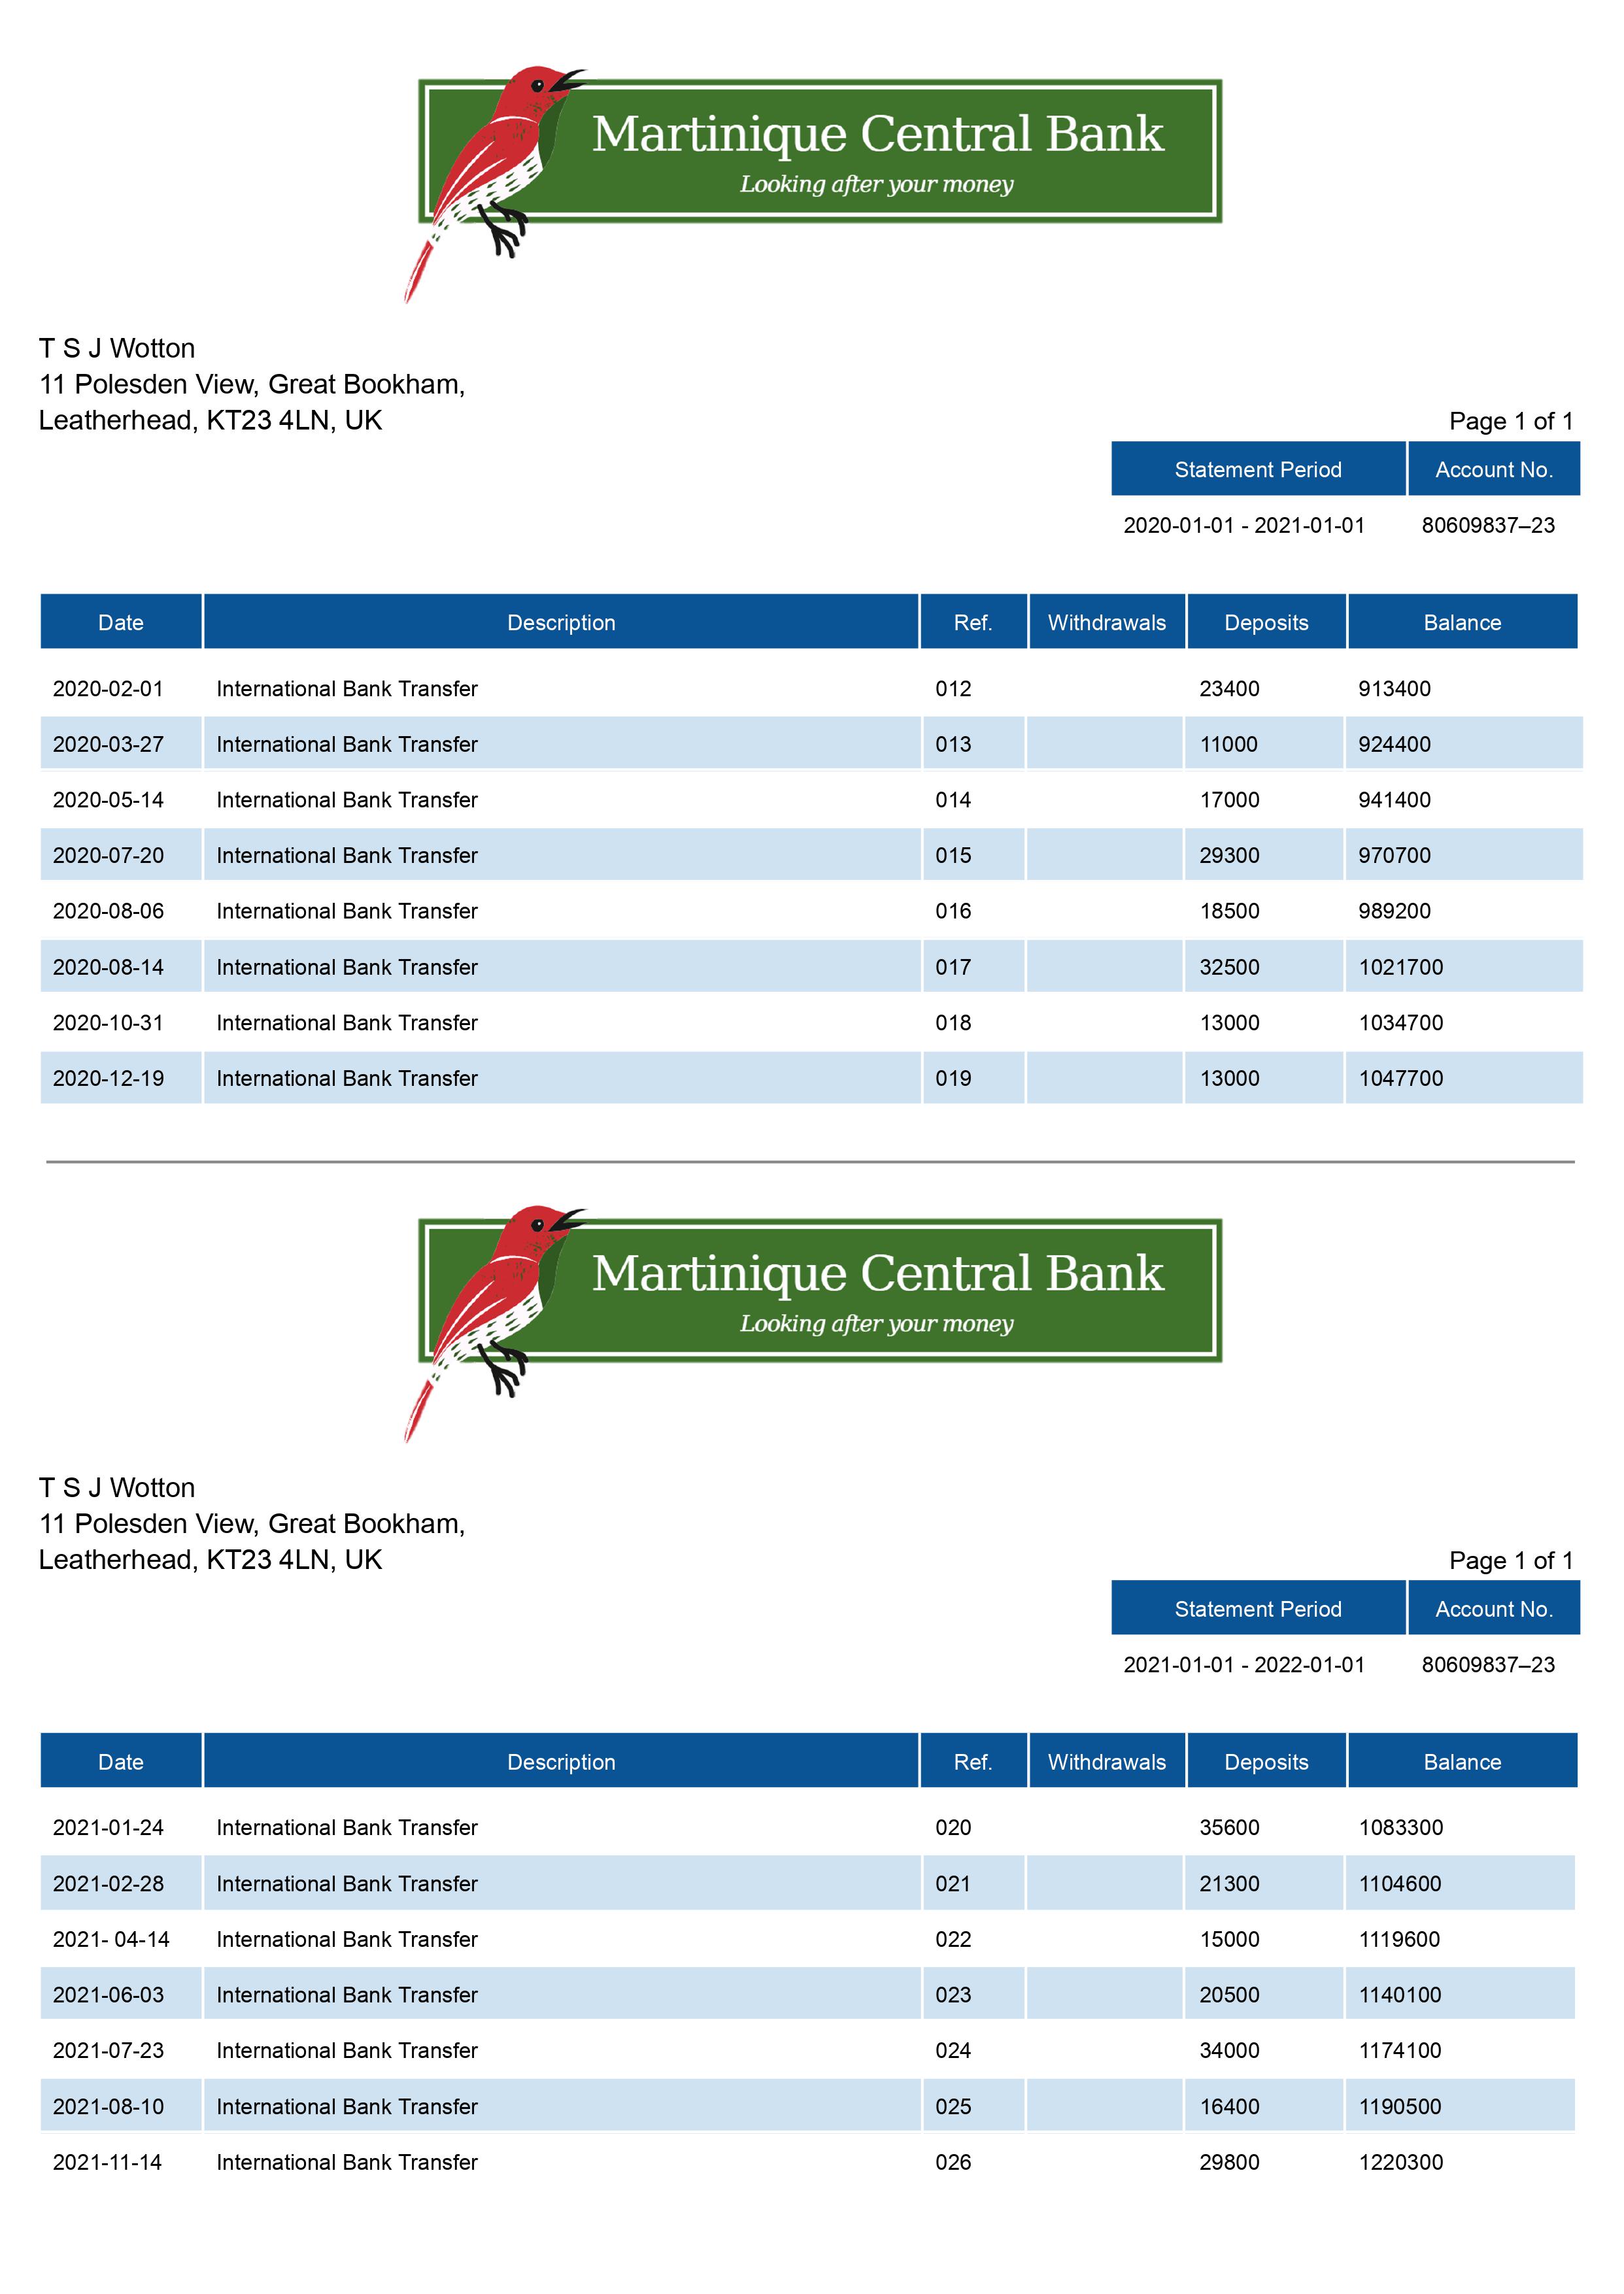 Martinique Central Bank
Looking after your money
T S J Wotton
11 Polesden View, Great Bookham,
Leatherhead, KT23 4LN, UK
Page 1 of 1
Statement Period Account No.
2020-01-01 - 2021-01-01 80609837–23
Date Description Ref. Withdrawals Deposits Balance
2020-02-01 International Bank Transfer 012 23400 913400
2020-03-27 International Bank Transfer 013 11000 924400
2020-05-14 International Bank Transfer 014 17000 941400
2020-07-20 International Bank Transfer 015 29300 970700
2020-08-06 International Bank Transfer 016 18500 989200
2020-08-14 International Bank Transfer 017 32500 1021700
2020-10-31 International Bank Transfer 018 13000 1034700
2020-12-19 International Bank Transfer 019 13000 1047700
Martinique Central Bank
Looking after your money
T S J Wotton
11 Polesden View, Great Bookham,
Leatherhead, KT23 4LN, UK
Page 1 of 1
Statement Period Account No.
2021-01-01 - 2022-01-01 80609837–23
Date Description Ref. Withdrawals Deposits Balance
2021-01-24 International Bank Transfer 020 35600 1083300
2021-02-28 International Bank Transfer 021 21300 1104600
2021- 04-14 International Bank Transfer 022 15000 1119600
2021-06-03 International Bank Transfer 023 20500 1140100
2021-07-23 International Bank Transfer 024 34000 1174100
2021-08-10 International Bank Transfer 025 16400 1190500
2021-11-14 International Bank Transfer 026 29800 1220300